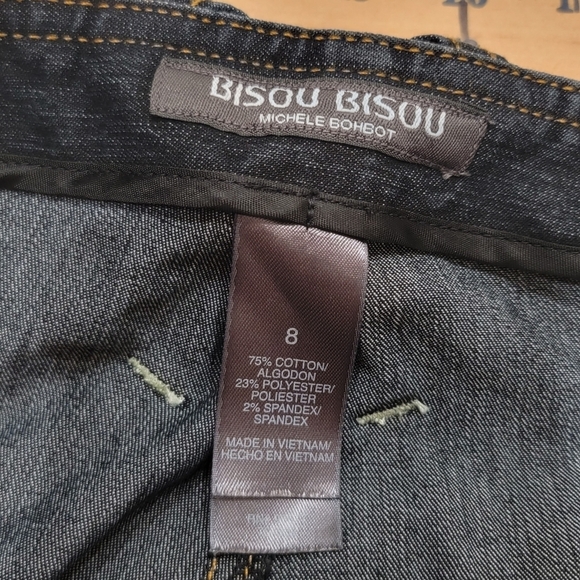 BISOU BISOU
MICHELE BOHBOT
8
75% COTTON/
ALGODON
23% POLYESTER/
POLIESTER
2% SPANDEX/
SPANDEX
MADE IN VIETNAM/
HECHO EN VIETNAM